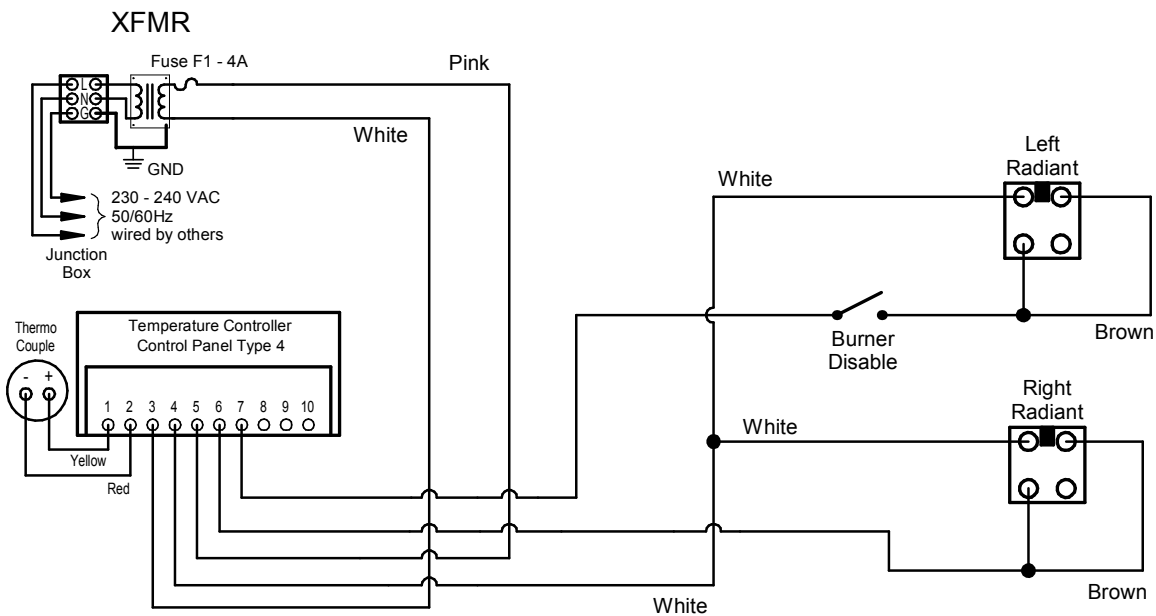 XFMR
Fuse F1 - 4A
Pink
L
N
G
White
GND
230 - 240 VAC
50/60Hz
wired by others
Junction
Box
Left
Radiant
White
Thermo
Couple
- +
Temperature Controller
Control Panel Type 4
1 2 3 4 5 6 7 8 9 10
Yellow
Red
Burner
Disable
Brown
Right
Radiant
White
Brown
White